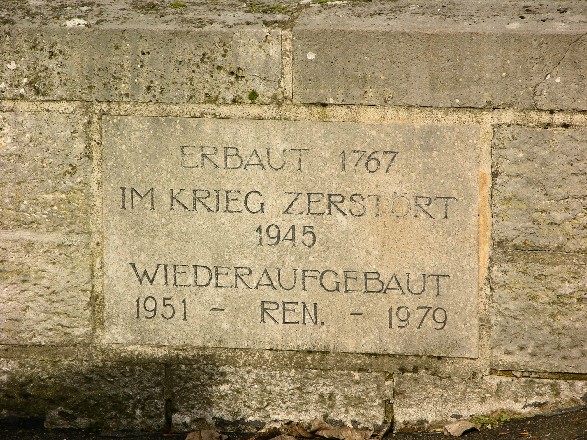 ERBAUT 1767
IM KRIEG ZERSTÖRT
1945
WIEDERAUFGEBAUT
1951 - REN. - 1979